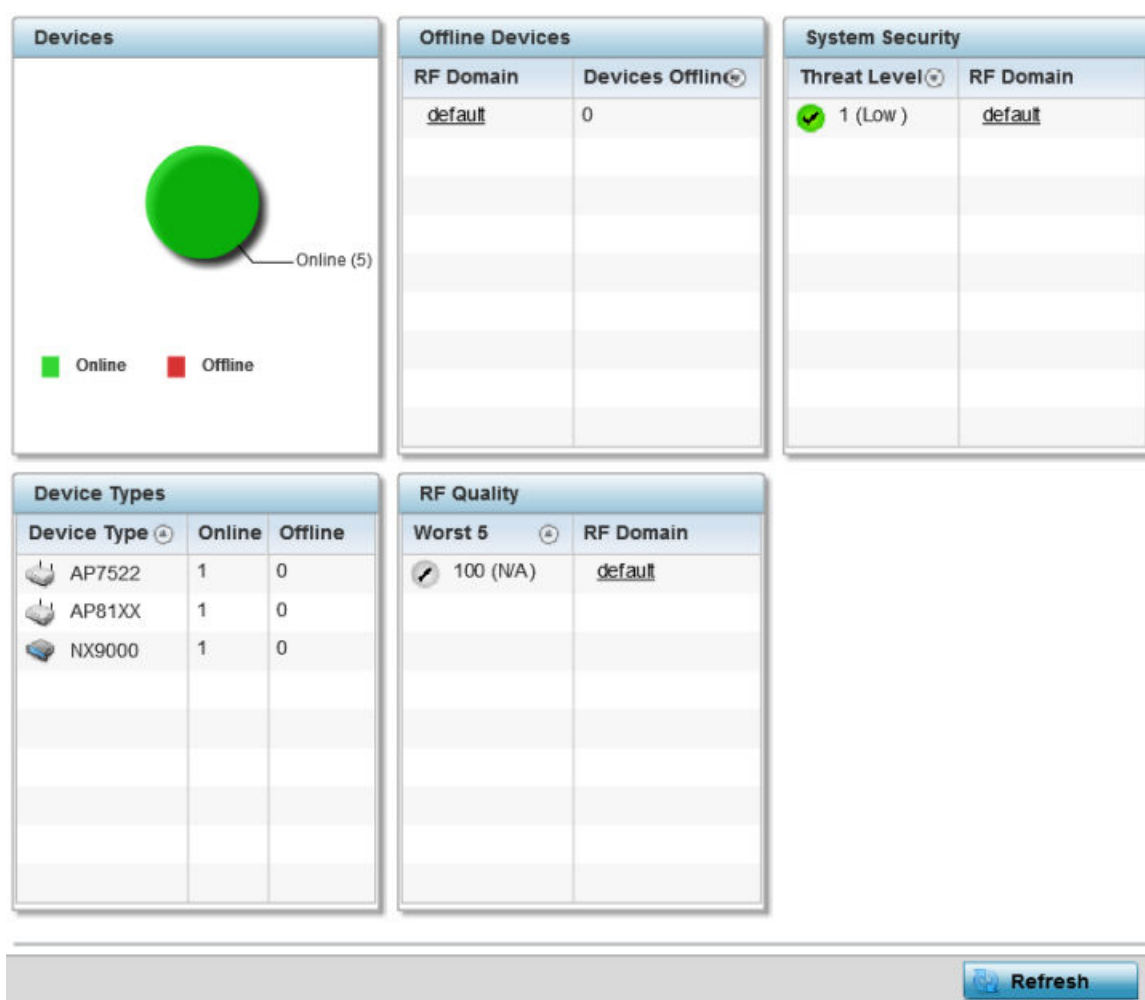 Devices
Online (5)
Online Offline
Offline Devices
RF Domain Devices Offline
default 0
System Security
Threat Level RF Domain
1 (Low ) default
Device Types
Device Type Online Offline
AP7522 1 0
AP81XX 1 0
NX9000 1 0
RF Quality
Worst 5 RF Domain
100 (N/A) default
Refresh